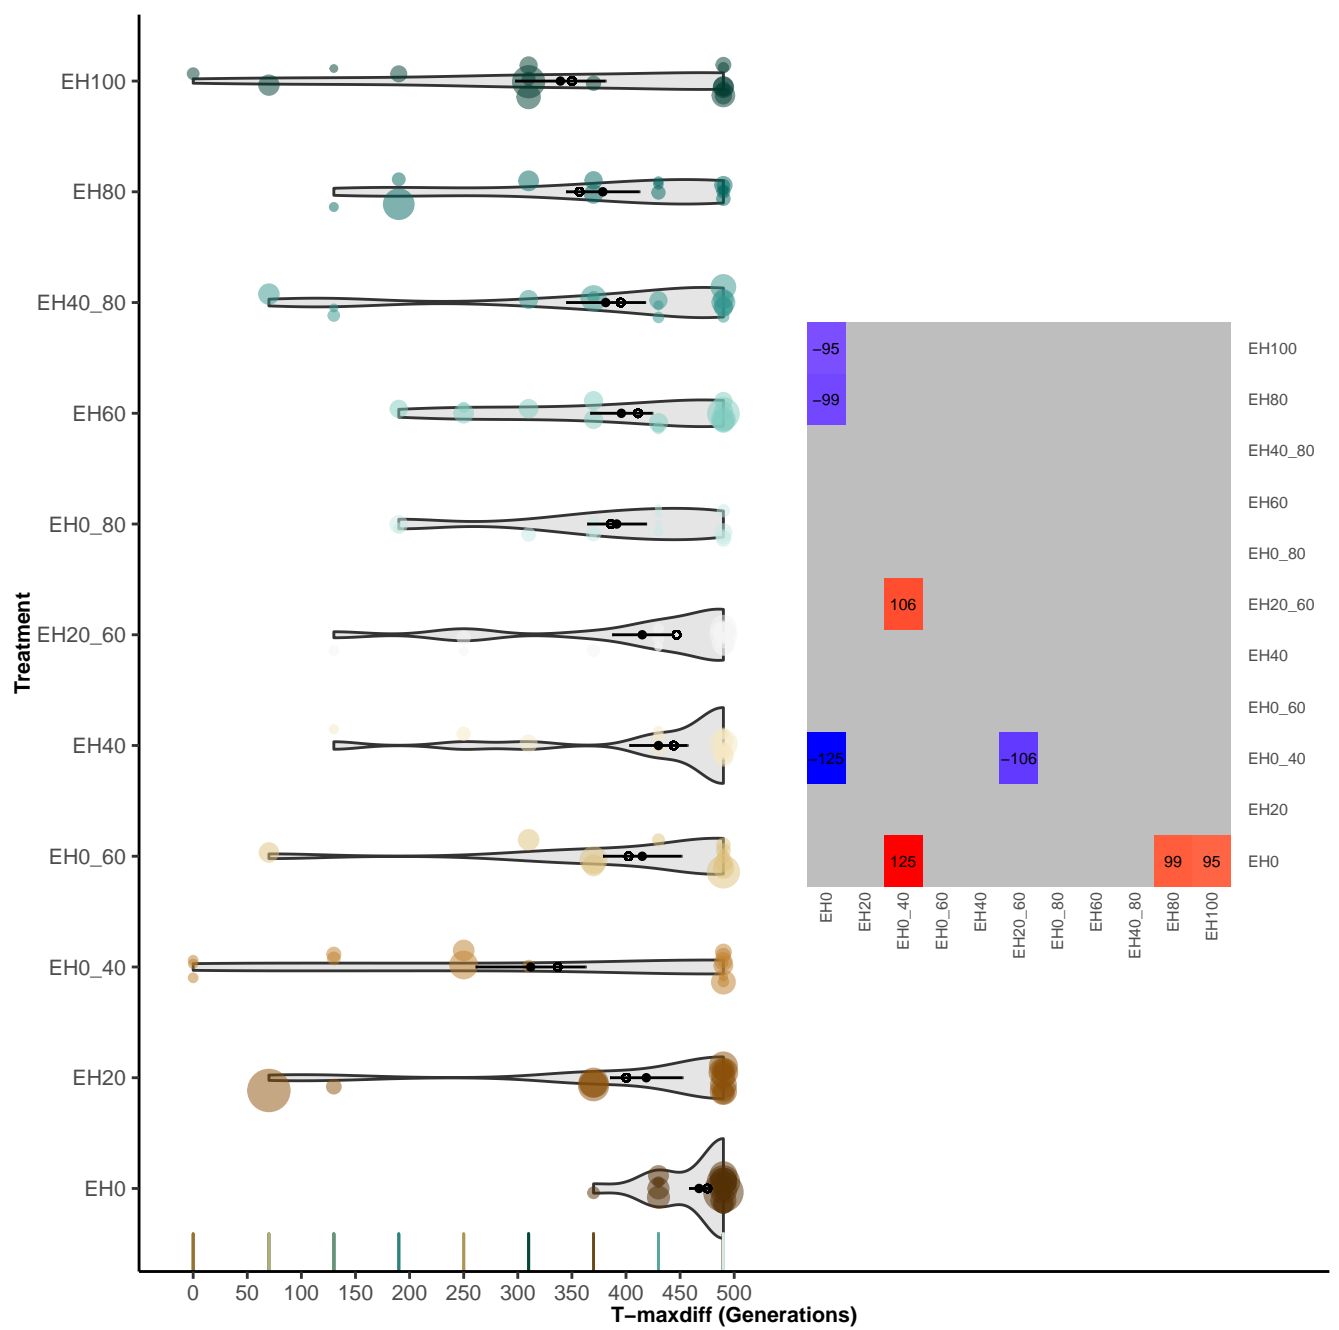 EH100
EH80
EH40_80
EH60
EH0_80
EH20_60
EH40
EH0_60
EH0_40
EH20
EH0
Treatment
0 50 100 150 200 250 300 350 400 450 500
T−maxdiff (Generations)
−95 EH100
−99 EH80
EH40_80
EH60
EH0_80
106 EH20_60
EH40
EH0_60
−125 −106 EH0_40
EH20
125 99 95 EH0
EH0 EH20 EH0_40 EH0_60 EH40 EH20_60 EH0_80 EH60 EH40_80 EH80 EH100